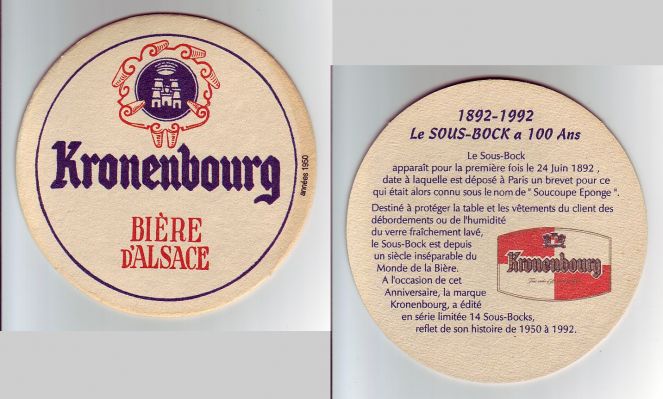 Kronenbourg
BIÈRE
D'ALSACE
années 1950
1892-1992
Le SOUS-BOCK a 100 Ans
Le Sous-Bock
apparaît pour la première fois le 24 Juin 1892 ,
date à laquelle est déposé à Paris un brevet pour ce
qui était alors connu sous le nom de " Soucoupe Eponge ".
Destiné à protéger la table et les vêtements du client des
débordements ou de l'humidité
du verre fraîchement lavé,
le Sous-Bock est depuis
un siècle inséparable du
Monde de la Bière.
A l'occasion de cet
Anniversaire, la marque
Kronenbourg, a édité
en série limitée 14 Sous-Bocks,
reflet de son histoire de 1950 à 1992.
Kronenbourg